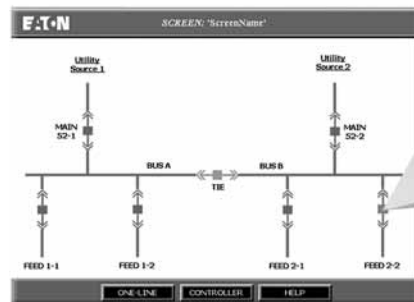 EATON
SCREEN: 'ScreenName'
Utility
Source 1
Utility
Source 2
MAIN
52-1
MAIN
52-2
BUS A
BUS B
TIE
FEED 1-1
FEED 1-2
FEED 2-1
FEED 2-2
ONE-LINE
CONTROLLER
HELP